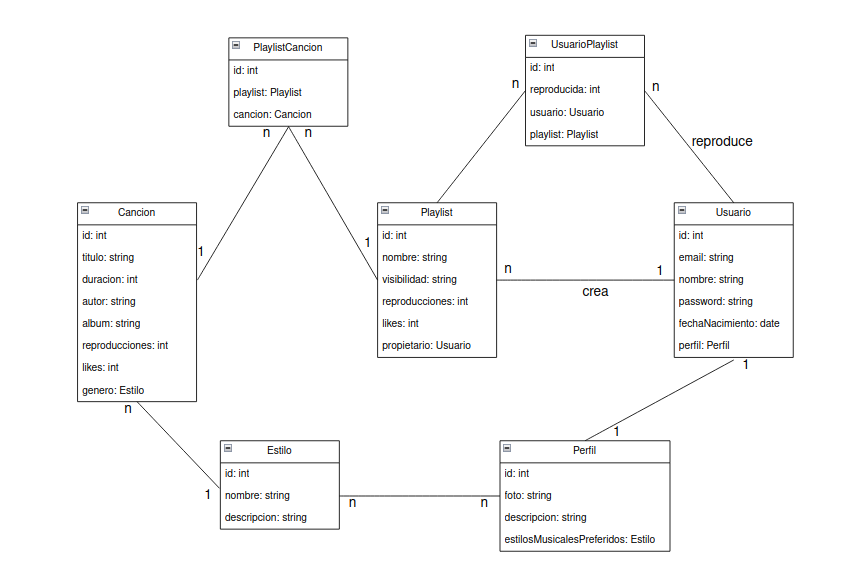 PlaylistCancion
id: int
playlist: Playlist
cancion: Cancion
n
n
UsuarioPlaylist
id: int
reproducida: int
usuario: Usuario
playlist: Playlist
n
n
reproduce
Cancion
id: int
titulo: string
duracion: int
autor: string
album: string
reproducciones: int
likes: int
genero: Estilo
1
n
Playlist
id: int
nombre: string
visibilidad: string
reproducciones: int
likes: int
propietario: Usuario
1
n
crea
1
Usuario
id: int
email: string
nombre: string
password: string
fechaNacimiento: date
perfil: Perfil
1
1
Estilo
id: int
nombre: string
descripcion: string
1
n
n
Perfil
id: int
foto: string
descripcion: string
estilosMusicalesPreferidos: Estilo